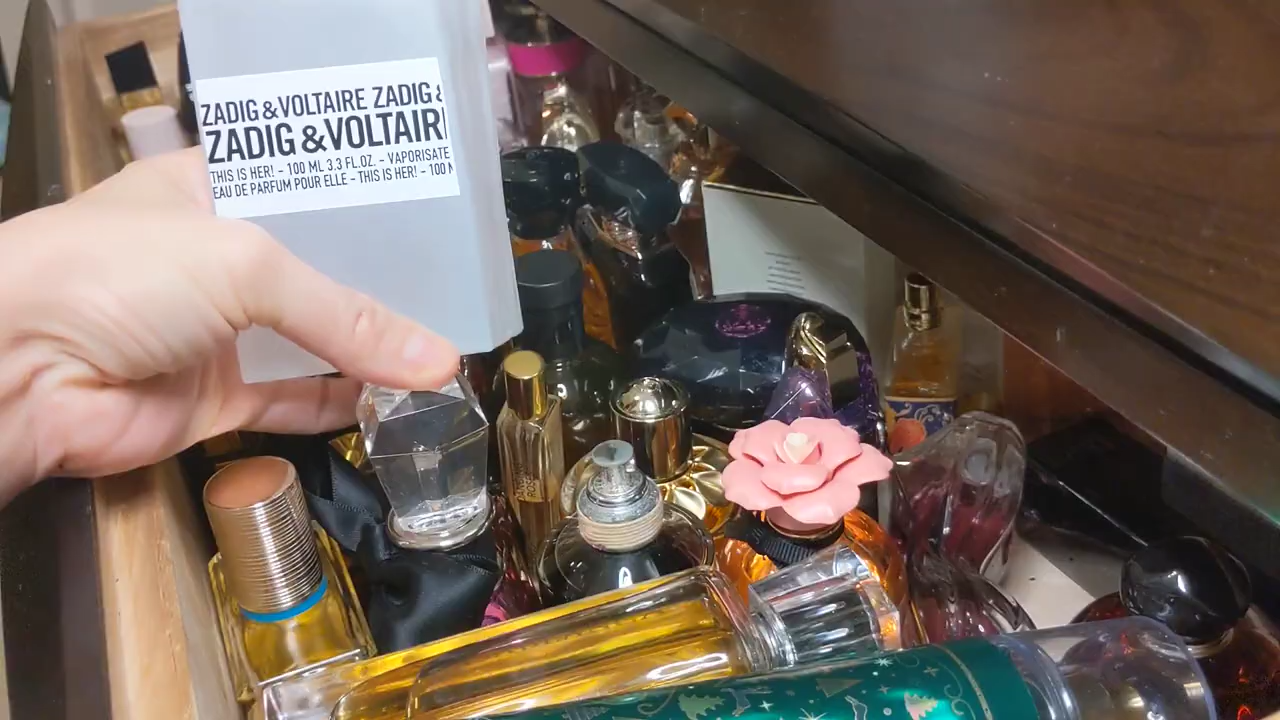 ZADIG & VOLTAIRE ZADIG &
ZADIG & VOLTAIR
THIS IS HER! - 100 ML 3.3 FL.OZ. - VAPORISATE
EAU DE PARFUM POUR ELLE - THIS IS HER! - 100 M